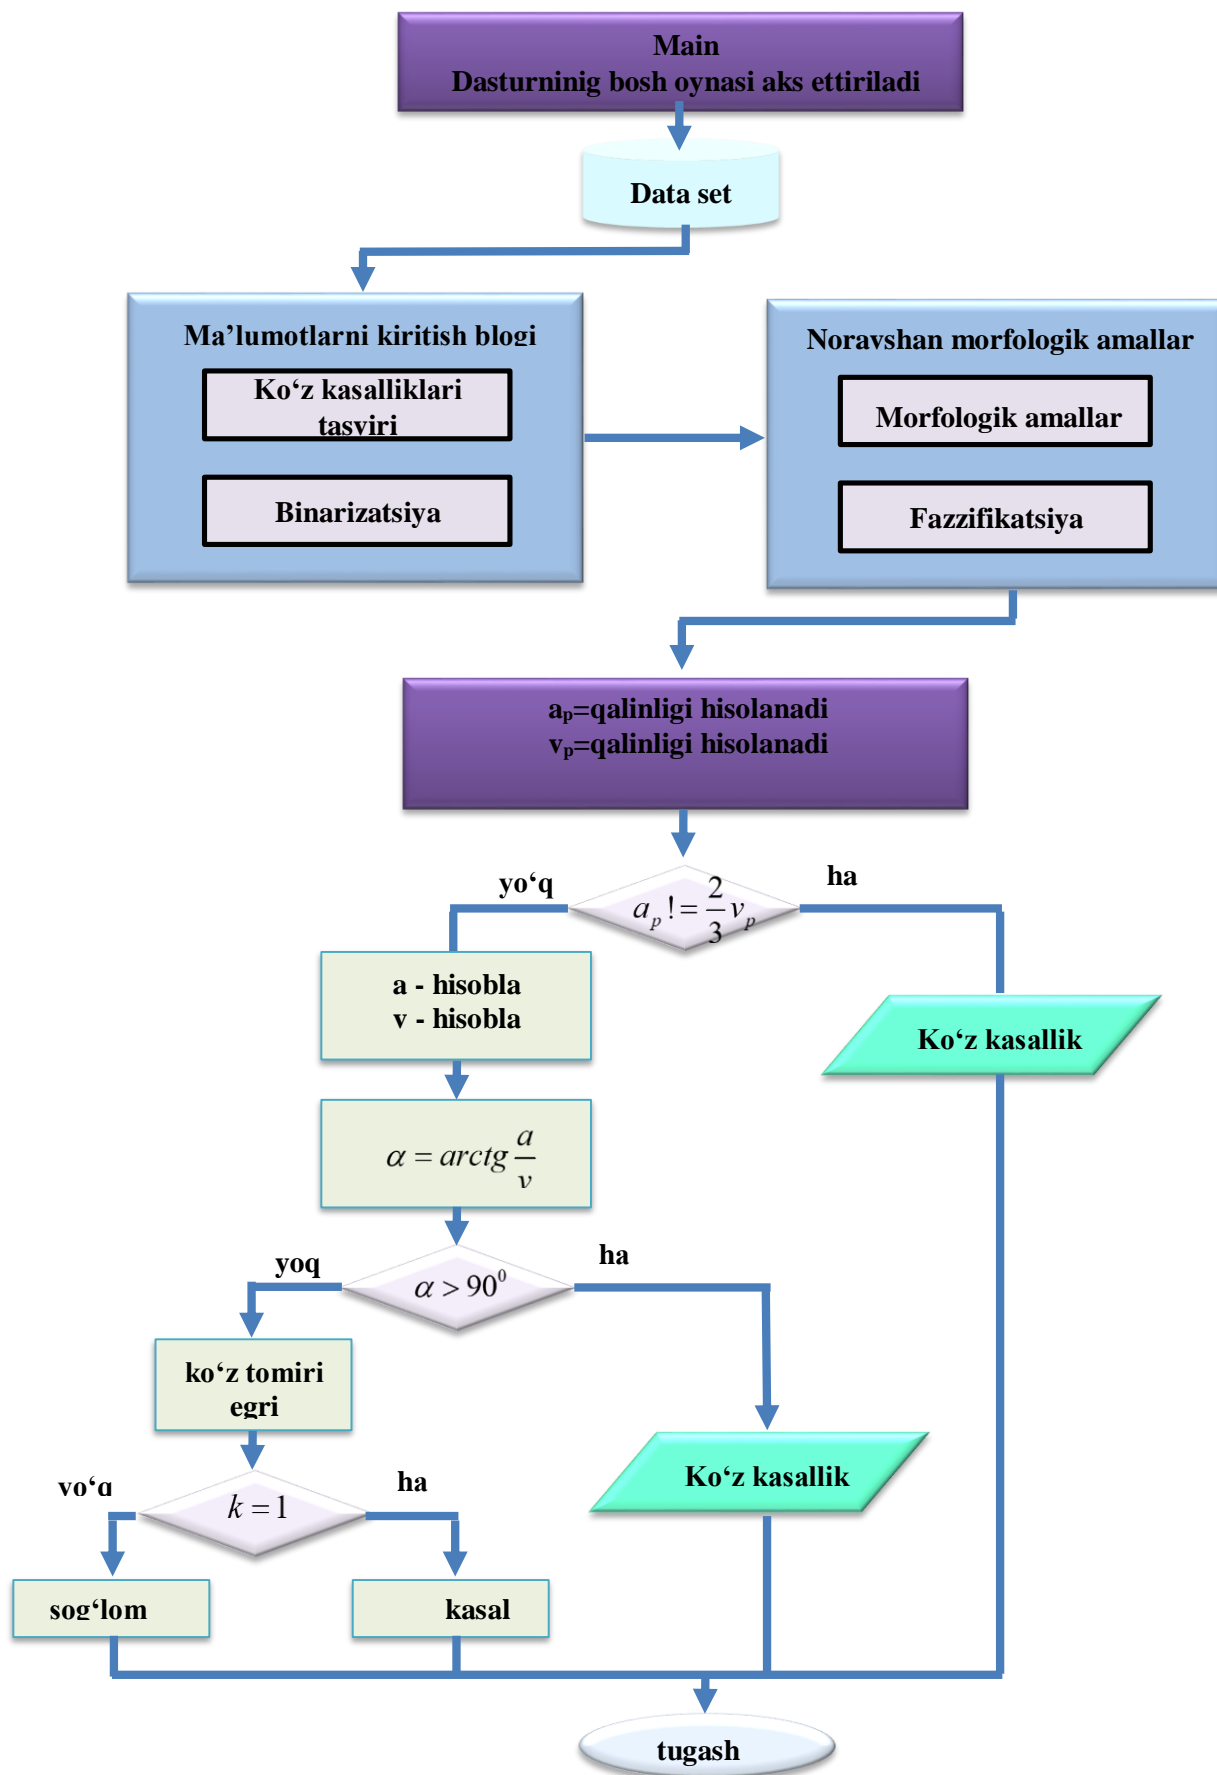 Main
Dasturninig bosh oynasi aks ettiriladi
Data set
Ma’lumotlarni kiritish blogi
Ko‘z kasalliklari
tasviri
Binarizatsiya
Noravshan morfologik amallar
Morfologik amallar
Fazzifikatsiya
aₚ=qalinligi hisolanadi
vₚ=qalinligi hisolanadi
yo‘q
ha
aₚ != 2/3 vₚ
a - hisobla
v - hisobla
Ko‘z kasallik
α = arctg a/v
yoq
ha
α > 90⁰
ko‘z tomiri
egri
Ko‘z kasallik
yo‘q
ha
k = 1
sog‘lom
kasal
tugash